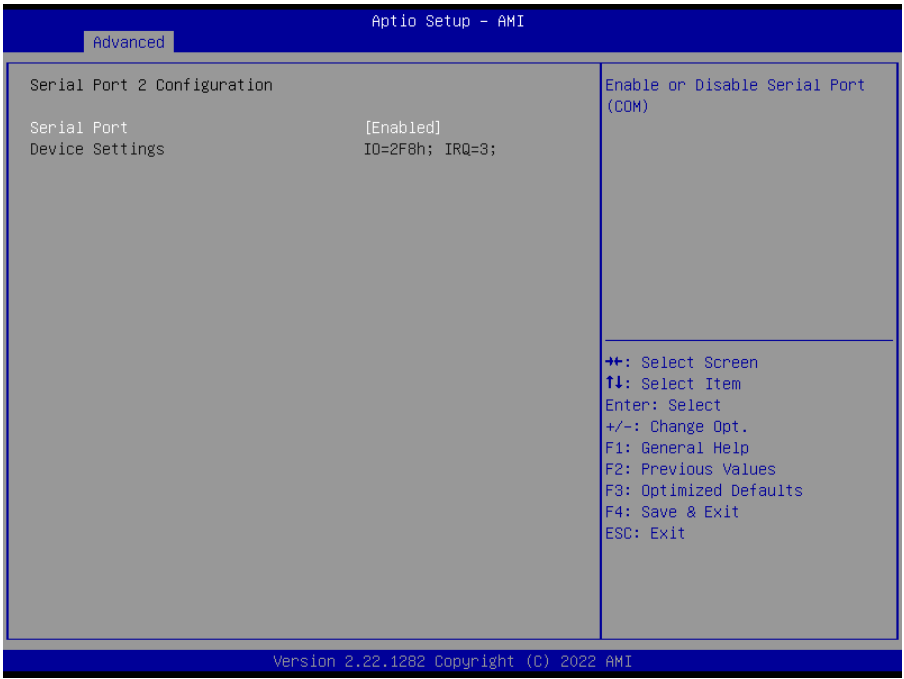 Aptio Setup – AMI
Advanced
Serial Port 2 Configuration
Serial Port [Enabled]
Device Settings IO=2F8h; IRQ=3;
Enable or Disable Serial Port
(COM)
→←: Select Screen
↑↓: Select Item
Enter: Select
+/-: Change Opt.
F1: General Help
F2: Previous Values
F3: Optimized Defaults
F4: Save & Exit
ESC: Exit
Version 2.22.1282 Copyright (C) 2022 AMI